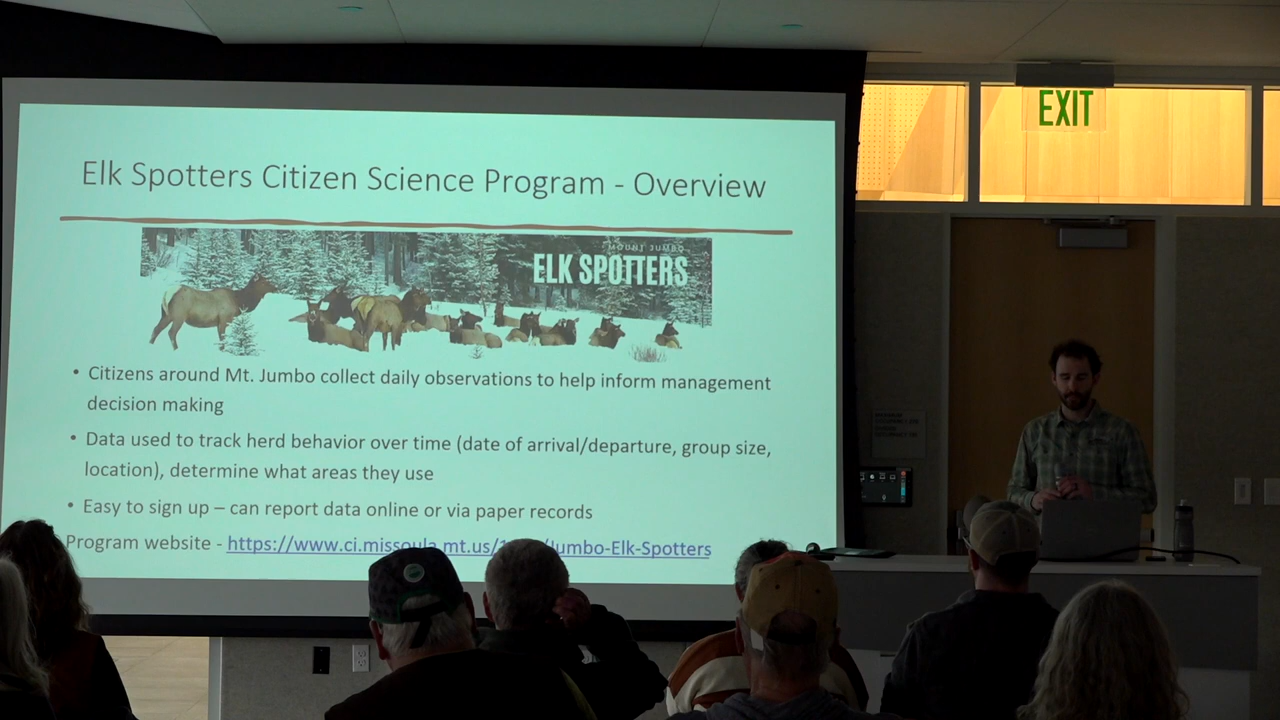 EXIT
Elk Spotters Citizen Science Program - Overview
MOUNT JUMBO
ELK SPOTTERS
• Citizens around Mt. Jumbo collect daily observations to help inform management
decision making
• Data used to track herd behavior over time (date of arrival/departure, group size,
location), determine what areas they use
• Easy to sign up – can report data online or via paper records
Program website - https://www.ci.missoula.mt.us/1 /Jumbo-Elk-Spotters